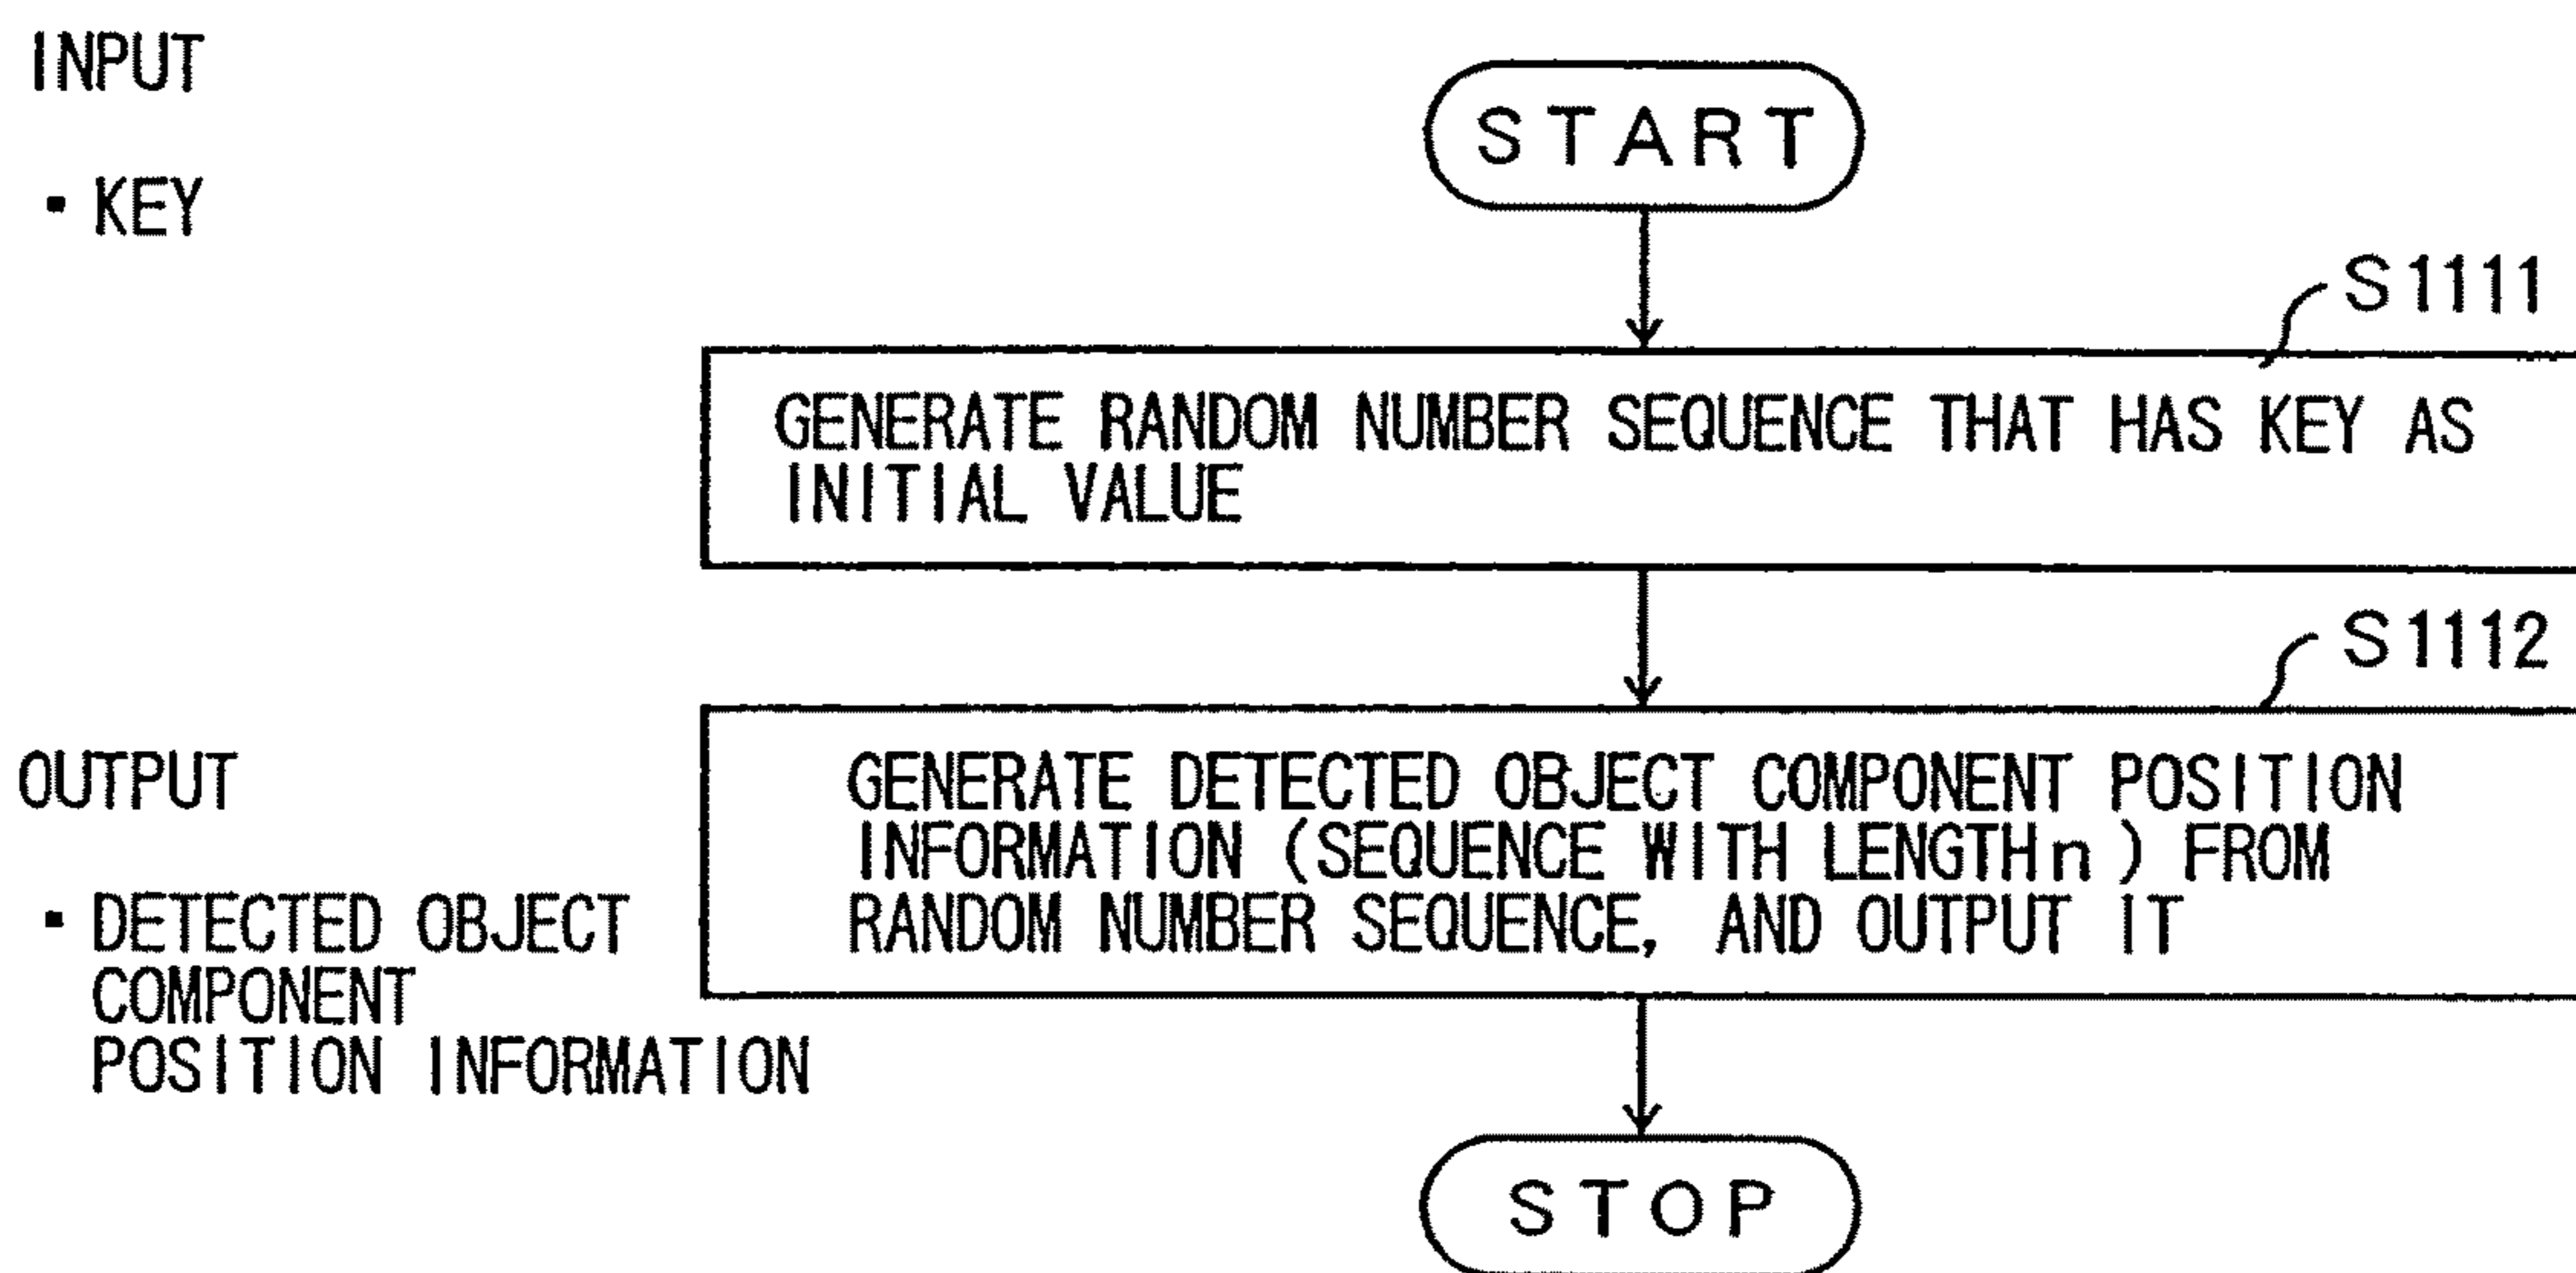 INPUT
・KEY
START
S1111
GENERATE RANDOM NUMBER SEQUENCE THAT HAS KEY AS
INITIAL VALUE
S1112
GENERATE DETECTED OBJECT COMPONENT POSITION
INFORMATION (SEQUENCE WITH LENGTH n) FROM
RANDOM NUMBER SEQUENCE, AND OUTPUT IT
OUTPUT
・DETECTED OBJECT
COMPONENT
POSITION INFORMATION
STOP